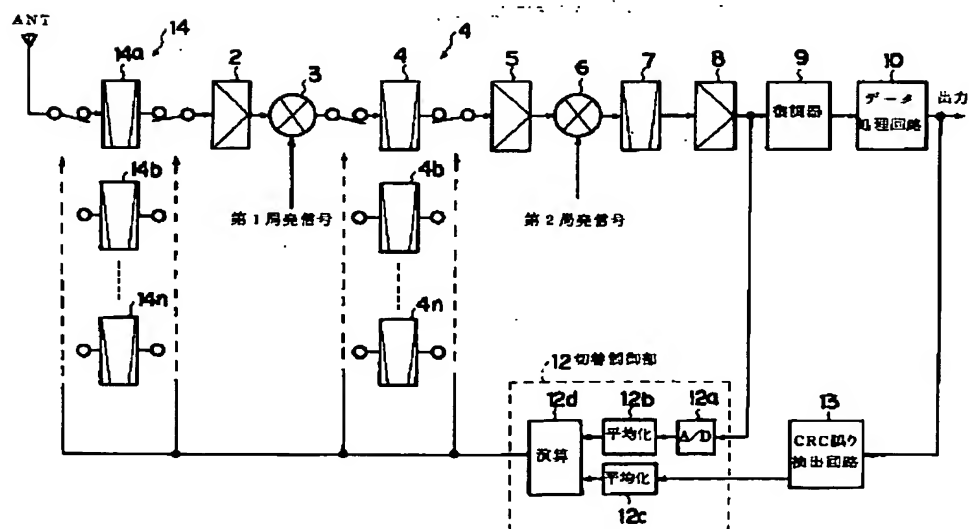 ANT
14
14a
2
3
4
4
5
6
7
8
9
復調器
10
データ
処理回路
出力
14b
4b
第1局発信号
第2局発信号
14n
4n
12 切替制御部
12d
演算
12b
平均化
12a
A/D
平均化
12c
13
CRC誤り
検出回路